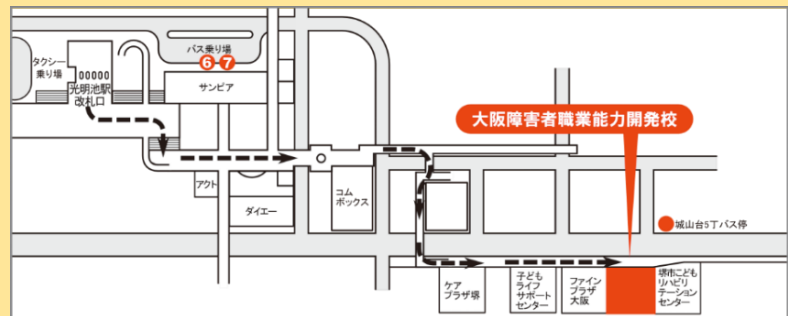 バス乗り場
6 7
タクシー
乗り場
光明池駅
改札口
サンピア
大阪障害者職業能力開発校
アクト
ダイエー
コム
ボックス
城山台5丁バス停
ケア
プラザ堺
子ども
ライフ
サポート
センター
ファイン
プラザ
大阪
堺市こども
リハビリ
テーション
センター